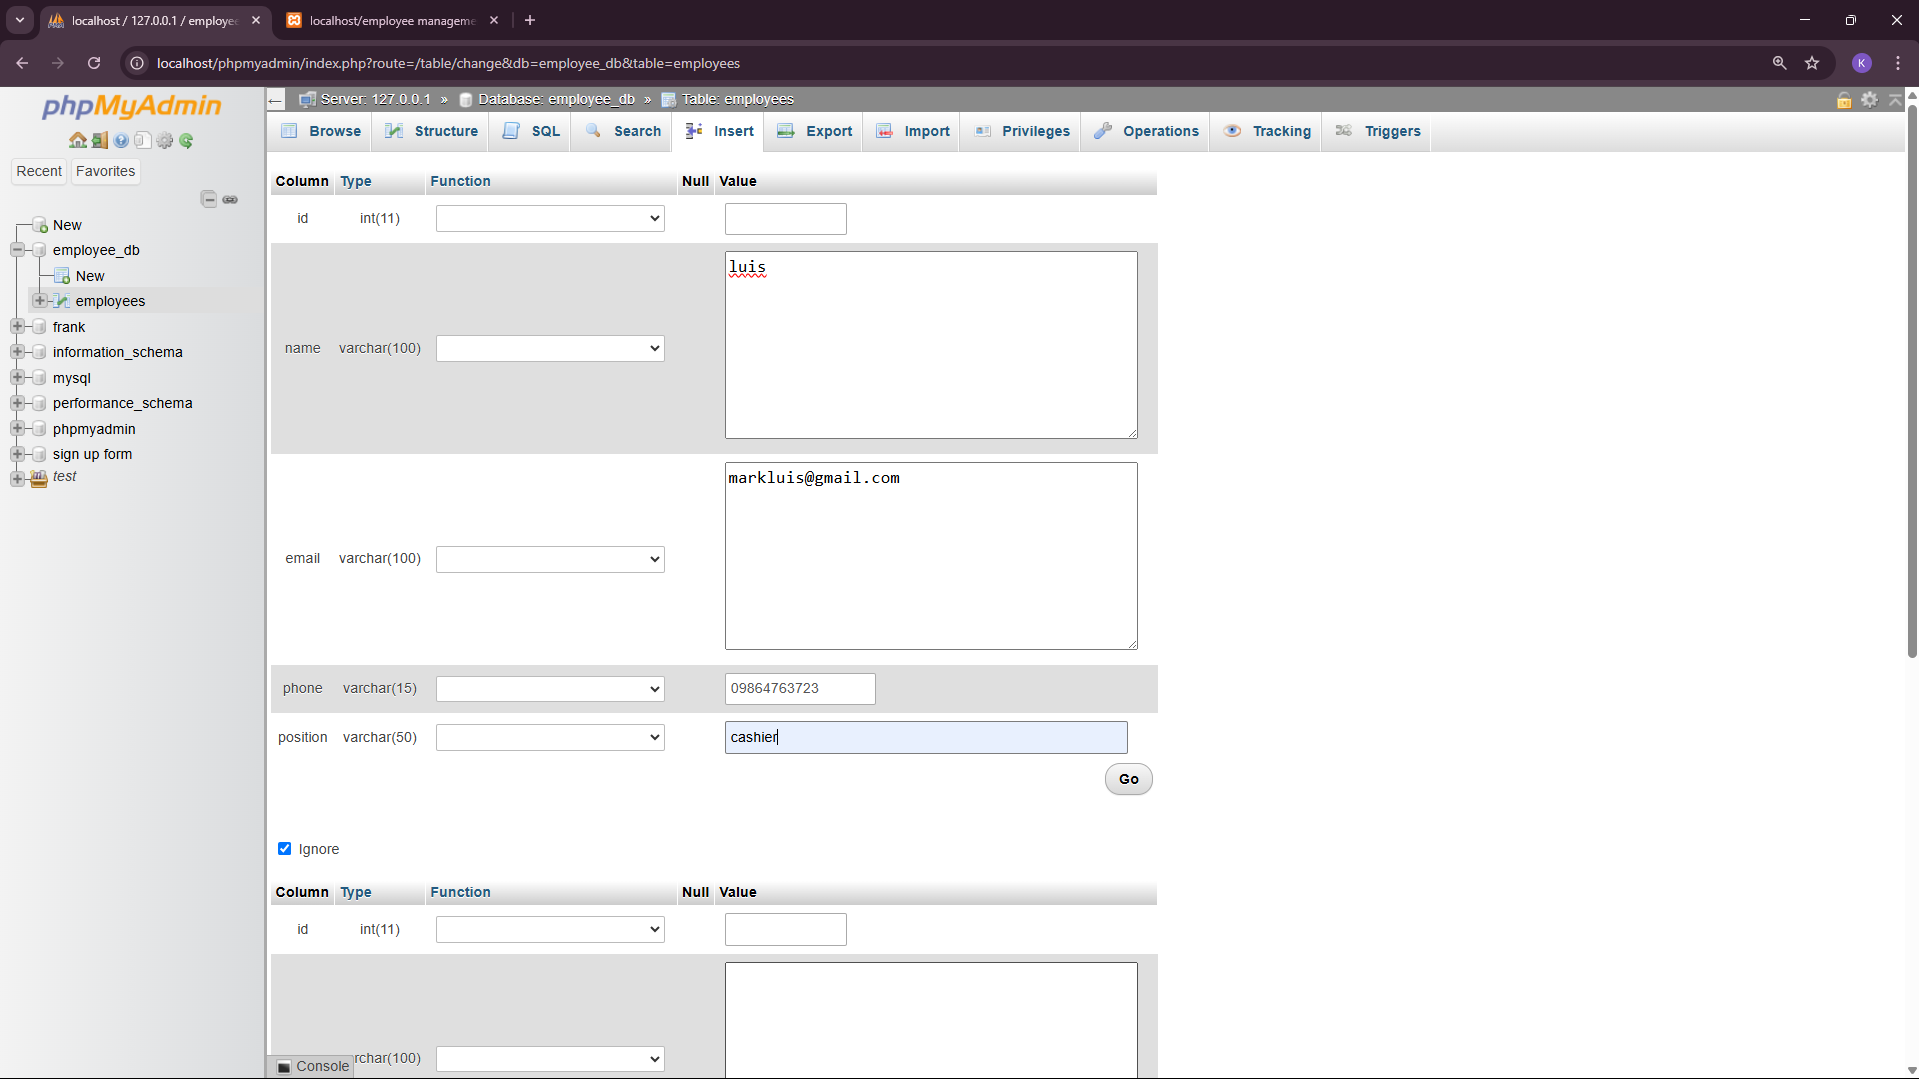 localhost / 127.0.0.1 / employee
localhost/employee manageme
localhost/phpmyadmin/index.php?route=/table/change&db=employee_db&table=employees
K
phpMyAdmin
Recent
Favorites
New
employee_db
New
employees
frank
information_schema
mysql
performance_schema
phpmyadmin
sign up form
test
Server: 127.0.0.1 » Database: employee_db » Table: employees
Browse
Structure
SQL
Search
Insert
Export
Import
Privileges
Operations
Tracking
Triggers
Column Type Function Null Value
id int(11)
name varchar(100) luis
email varchar(100) markluis@gmail.com
phone varchar(15) 09864763723
position varchar(50) cashier
Go
Ignore
Column Type Function Null Value
id int(11)
rchar(100)
Console